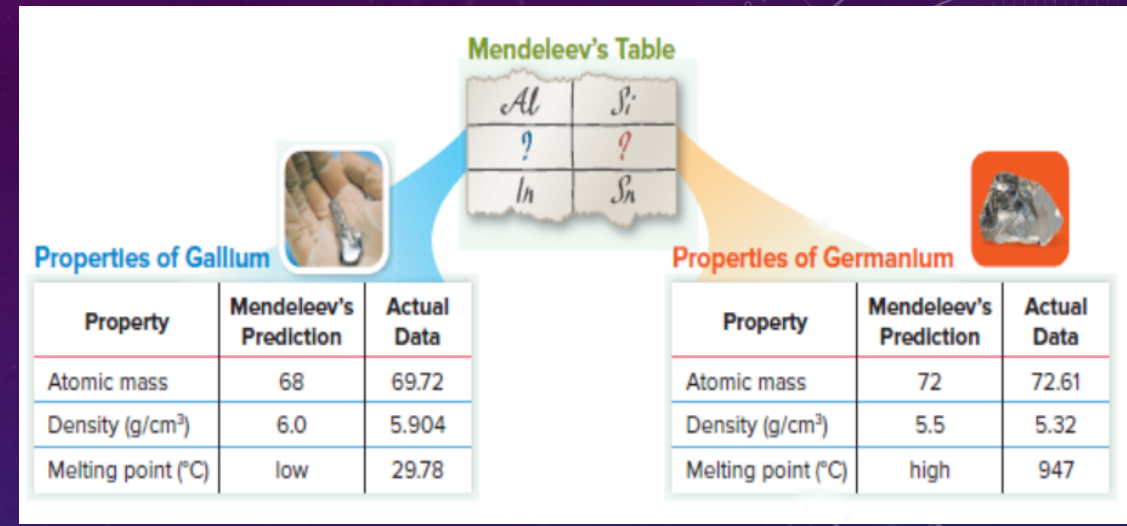 Mendeleev's Table
Al Si
? ?
In Sn
Properties of Gallium
Property Mendeleev's Prediction Actual Data
Atomic mass 68 69.72
Density (g/cm³) 6.0 5.904
Melting point (°C) low 29.78
Properties of Germanium
Property Mendeleev's Prediction Actual Data
Atomic mass 72 72.61
Density (g/cm³) 5.5 5.32
Melting point (°C) high 947